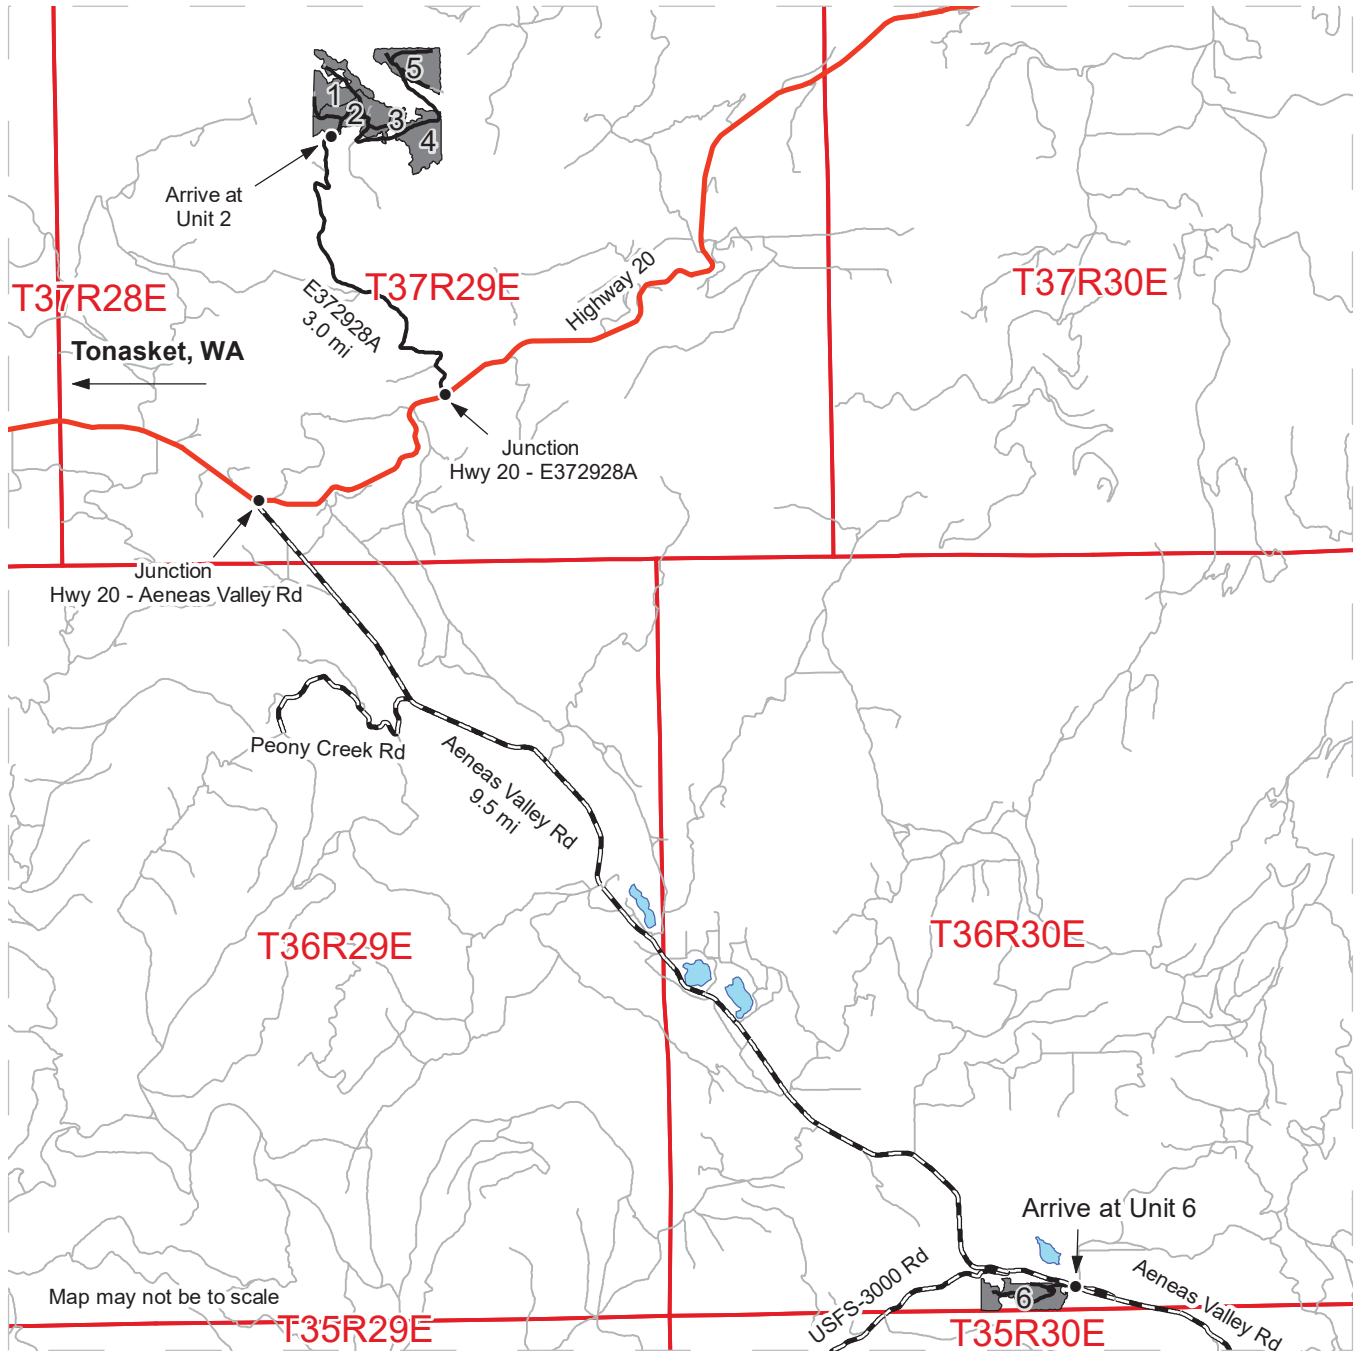 5
1
2
3
4
Arrive at
Unit 2
T37R28E
T37R29E
T37R30E
E372928A
3.0 mi
Highway 20
Tonasket, WA
Junction
Hwy 20 - E372928A
Junction
Hwy 20 - Aeneas Valley Rd
Peony Creek Rd
Aeneas Valley Rd
9.5 mi
T36R29E
T36R30E
Arrive at Unit 6
USFS-3000 Rd
6
Aeneas Valley Rd
Map may not be to scale
T35R29E
T35R30E